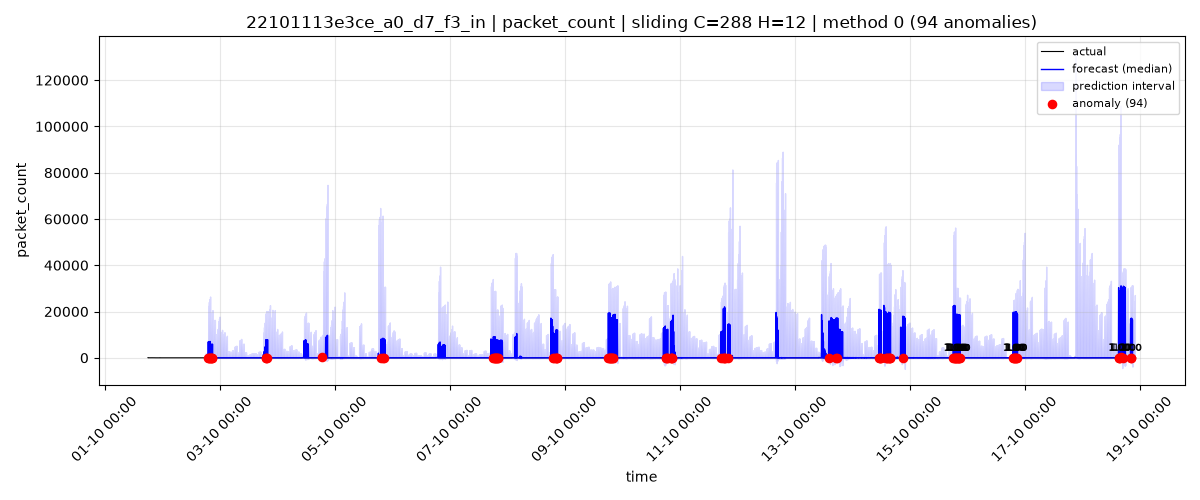 22101113e3ce_a0_d7_f3_in | packet_count | sliding C=288 H=12 | method 0 (94 anomalies)
actual
forecast (median)
prediction interval
anomaly (94)
packet_count
120000
100000
80000
60000
40000
20000
0
01-10 00:00
03-10 00:00
05-10 00:00
07-10 00:00
09-10 00:00
11-10 00:00
13-10 00:00
15-10 00:00
17-10 00:00
19-10 00:00
time